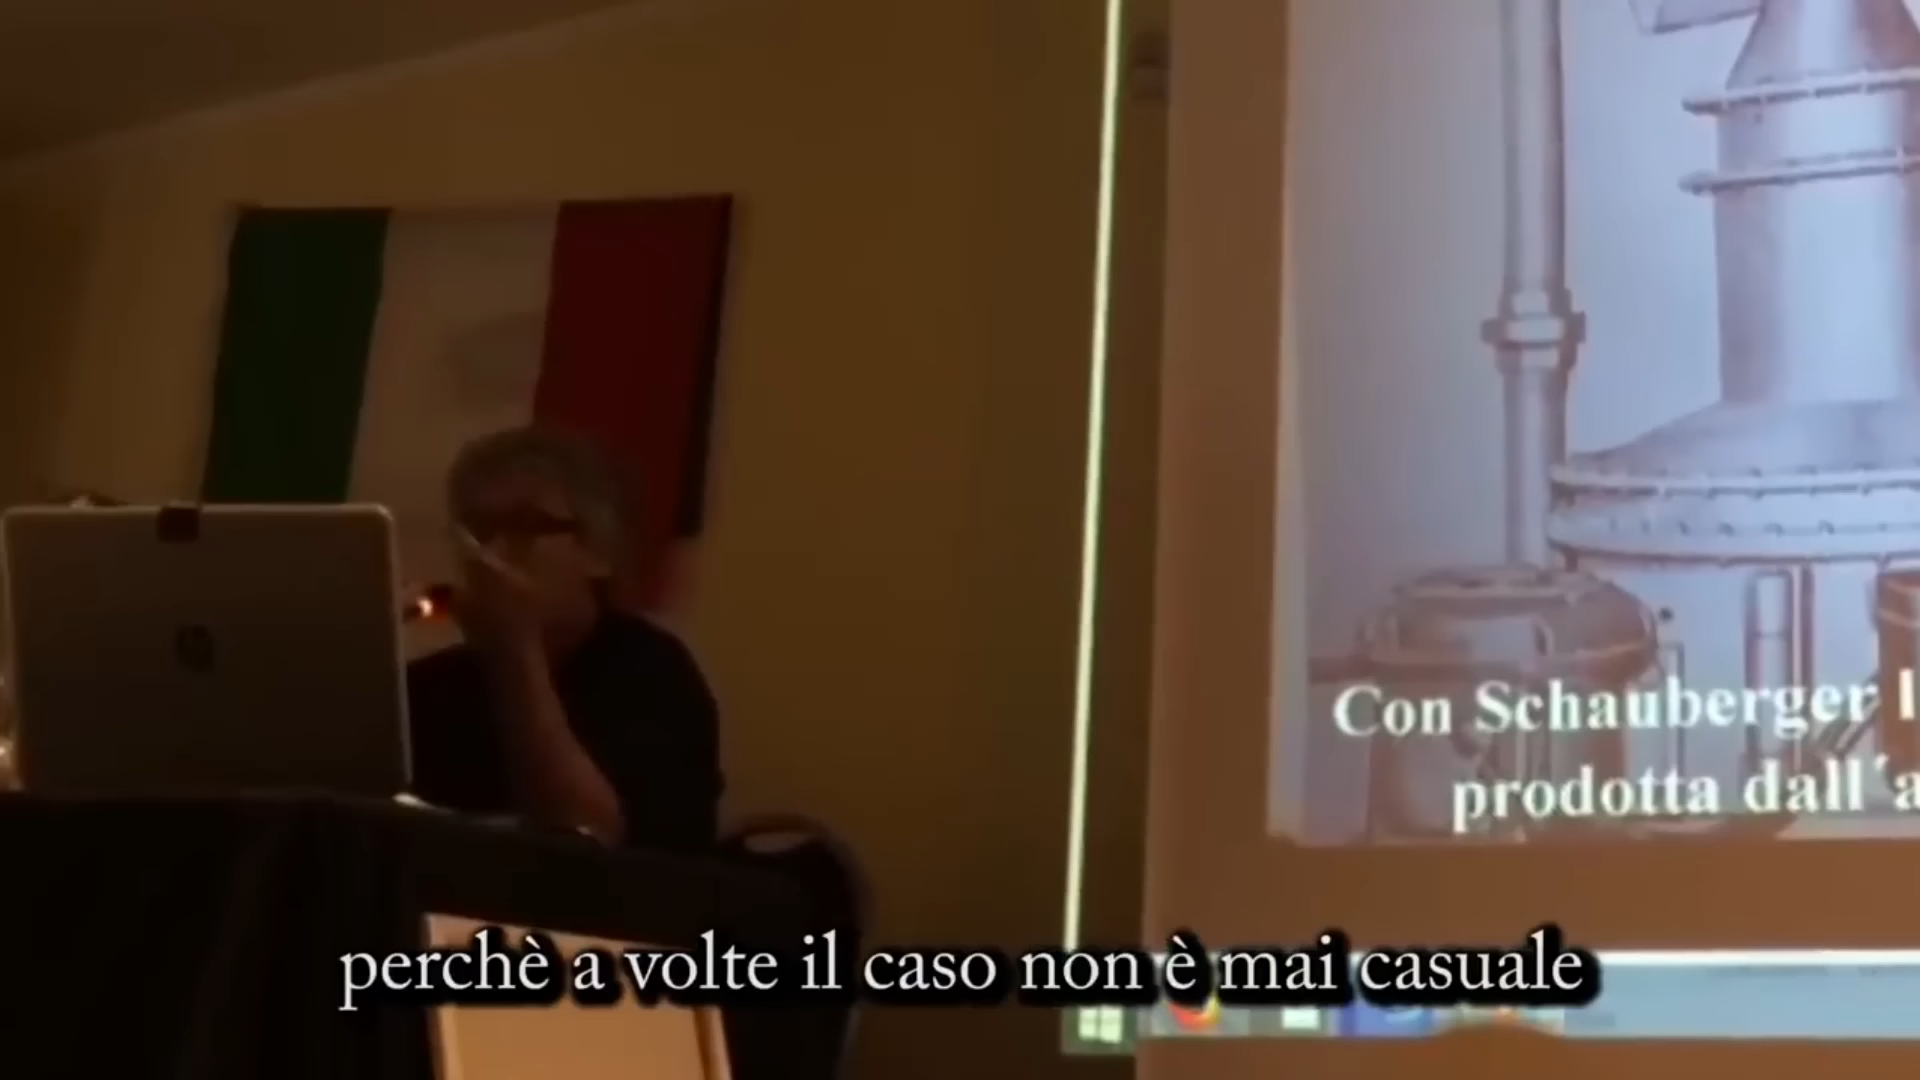 Con Schauberger
prodotta dall´a
perchè a volte il caso non è mai casuale